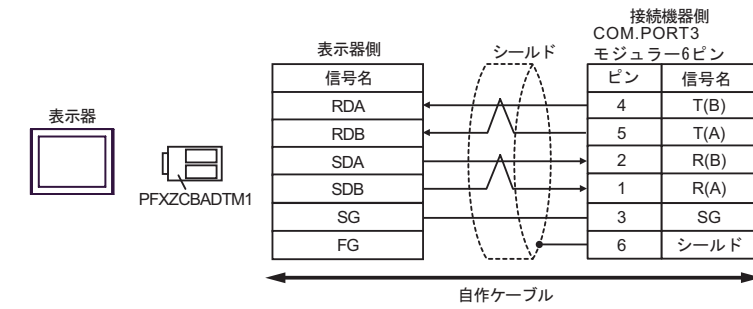 接続機器側
COM.PORT3
モジュラー6ピン
表示器側
シールド
信号名
ピン
信号名
RDA
4
T(B)
RDB
5
T(A)
SDA
2
R(B)
SDB
1
R(A)
SG
3
SG
FG
6
シールド
表示器
PFXZCBADTM1
自作ケーブル